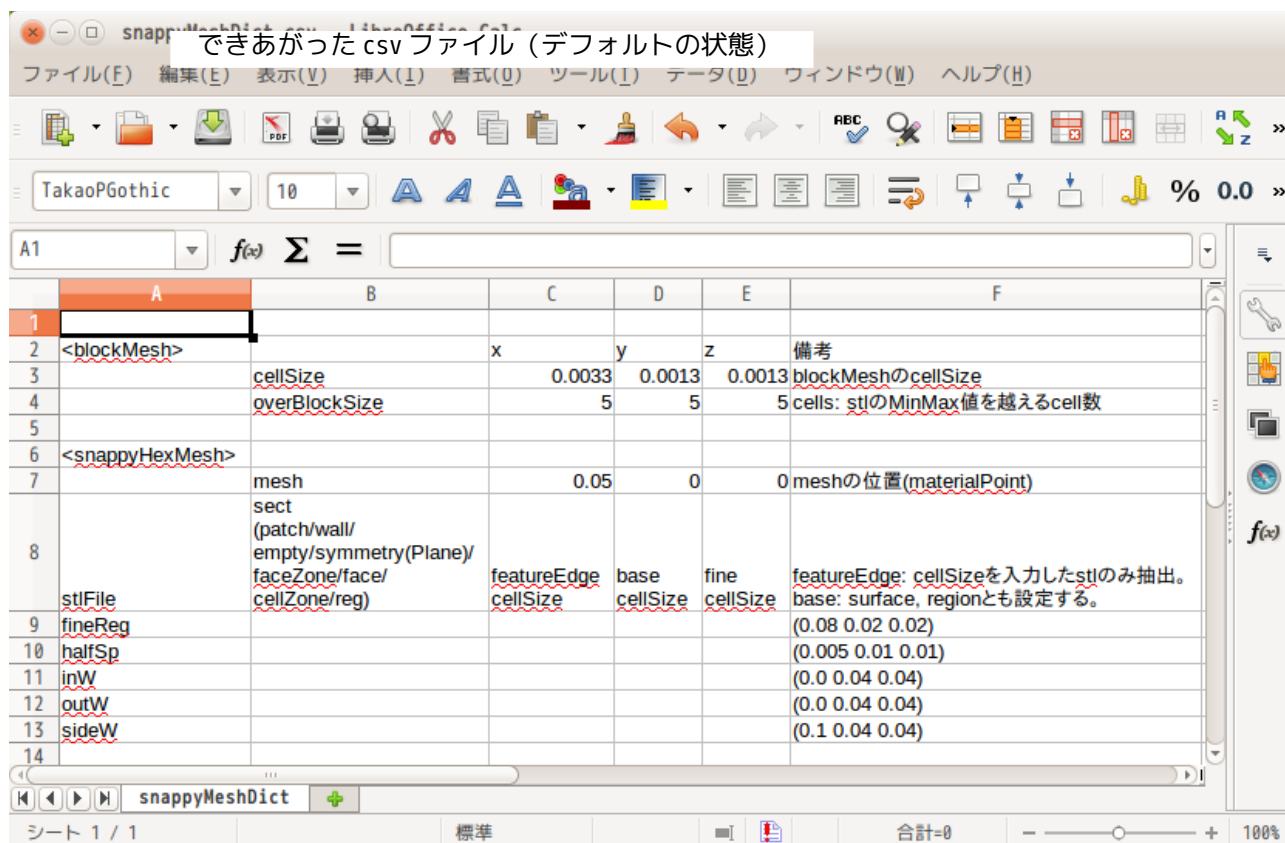 snappyMeshDict.csv - LibreOffice Calc
できあがった csv ファイル（デフォルトの状態）
ファイル(F) 編集(E) 表示(V) 挿入(I) 書式(O) ツール(T) データ(D) ウィンドウ(W) ヘルプ(H)
PDF ABC A Z
TakaoPGothic 10 A A A % 0.0
A1 f(x) Σ =
A B C D E F
1
2 <blockMesh> x y z 備考
3 cellSize 0.0033 0.0013 0.0013 blockMeshのcellSize
4 overBlockSize 5 5 5 cells: stlのMinMax値を越えるcell数
5
6 <snappyHexMesh>
7 mesh 0.05 0 0 meshの位置(materialPoint)
sect
(patch/wall/
8 empty/symmetry(Plane)/
faceZone/face/ featureEdge base fine featureEdge: cellSizeを入力したstlのみ抽出。
stlFile cellZone/reg) cellSize cellSize cellSize base: surface, regionとも設定する。
9 fineReg (0.08 0.02 0.02)
10 halfSp (0.005 0.01 0.01)
11 inW (0.0 0.04 0.04)
12 outW (0.0 0.04 0.04)
13 sideW (0.1 0.04 0.04)
14
snappyMeshDict
シート 1 / 1 標準 合計=0 100%
f(x)